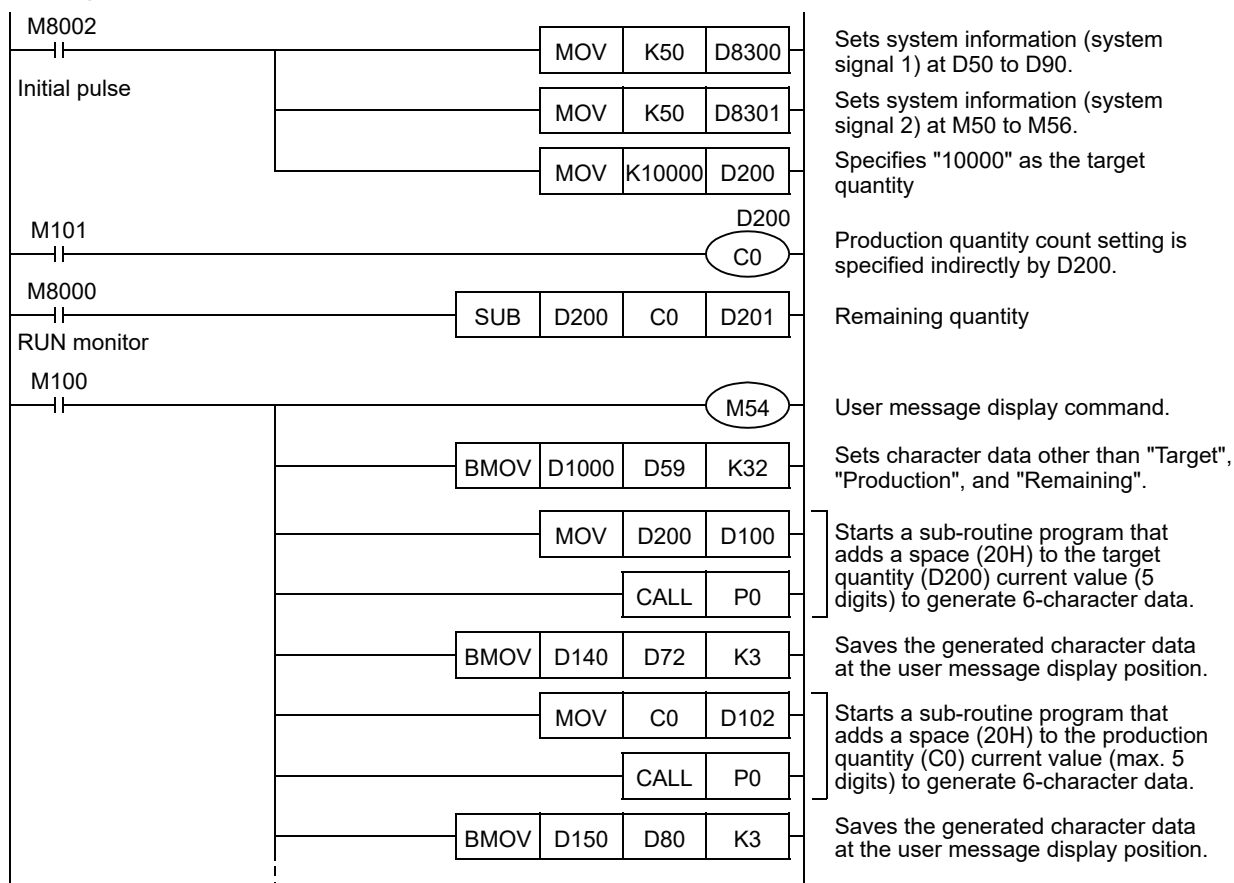 M8002
MOV K50 D8300
Sets system information (system
signal 1) at D50 to D90.
Initial pulse
MOV K50 D8301
Sets system information (system
signal 2) at M50 to M56.
MOV K10000 D200
Specifies "10000" as the target
quantity
M101
D200
C0
Production quantity count setting is
specified indirectly by D200.
M8000
SUB D200 C0 D201
Remaining quantity
RUN monitor
M100
M54
User message display command.
BMOV D1000 D59 K32
Sets character data other than "Target",
"Production", and "Remaining".
MOV D200 D100
CALL P0
Starts a sub-routine program that
adds a space (20H) to the target
quantity (D200) current value (5
digits) to generate 6-character data.
BMOV D140 D72 K3
Saves the generated character data
at the user message display position.
MOV C0 D102
CALL P0
Starts a sub-routine program that
adds a space (20H) to the production
quantity (C0) current value (max. 5
digits) to generate 6-character data.
BMOV D150 D80 K3
Saves the generated character data
at the user message display position.